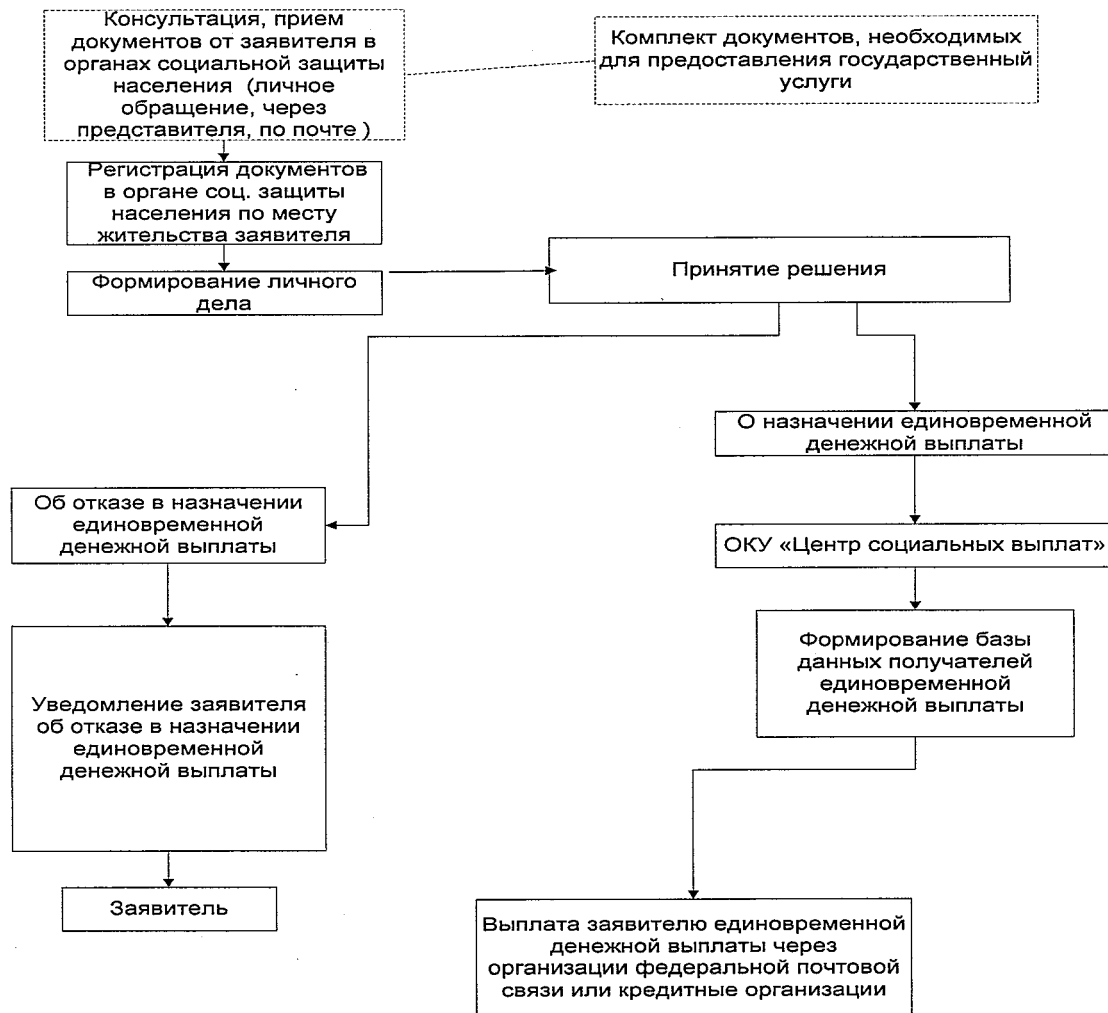 Консультация, прием
документов от заявителя в
органах социальной защиты
населения (личное
обращение, через
представителя, по почте )
Комплект документов, необходимых
для предоставления государственный
услуги
Регистрация документов
в органе соц. защиты
населения по месту
жительства заявителя
Формирование личного
дела
Принятие решения
О назначении единовременной
денежной выплаты
Об отказе в назначении
единовременной
денежной выплаты
ОКУ «Центр социальных выплат»
Формирование базы
данных получателей
единовременной
денежной выплаты
Уведомление заявителя
об отказе в назначении
единовременной
денежной выплаты
Заявитель
Выплата заявителю единовременной
денежной выплаты через
организации федеральной почтовой
связи или кредитные организации